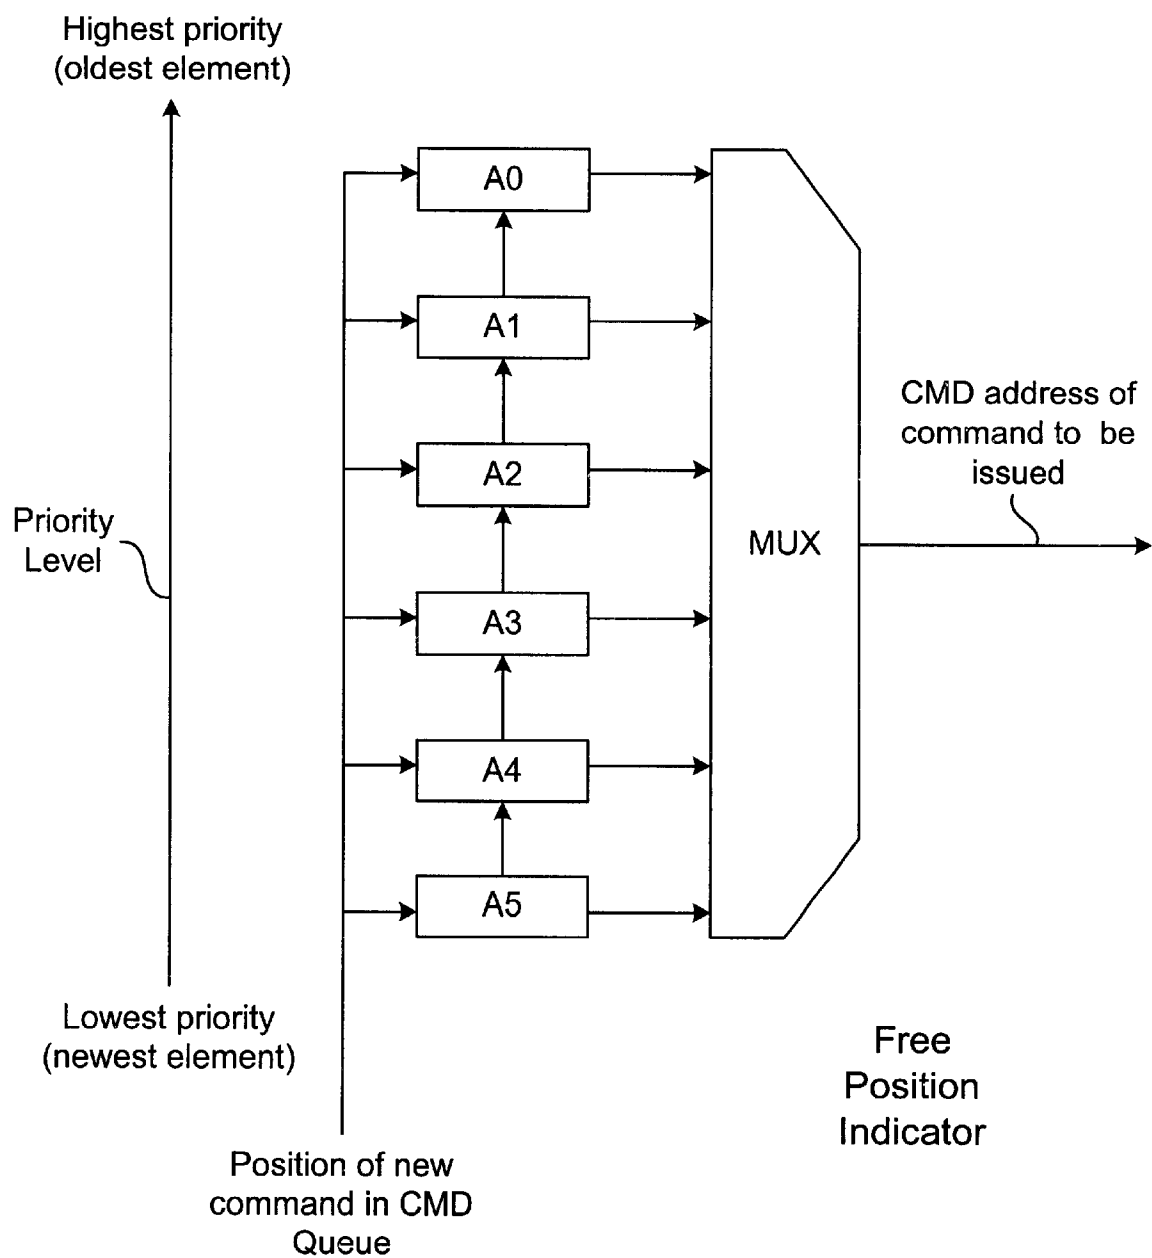 Highest priority
(oldest element)
A0
A1
A2
A3
A4
A5
MUX
CMD address of
command to be
issued
Priority
Level
Lowest priority
(newest element)
Free
Position
Indicator
Position of new
command in CMD
Queue